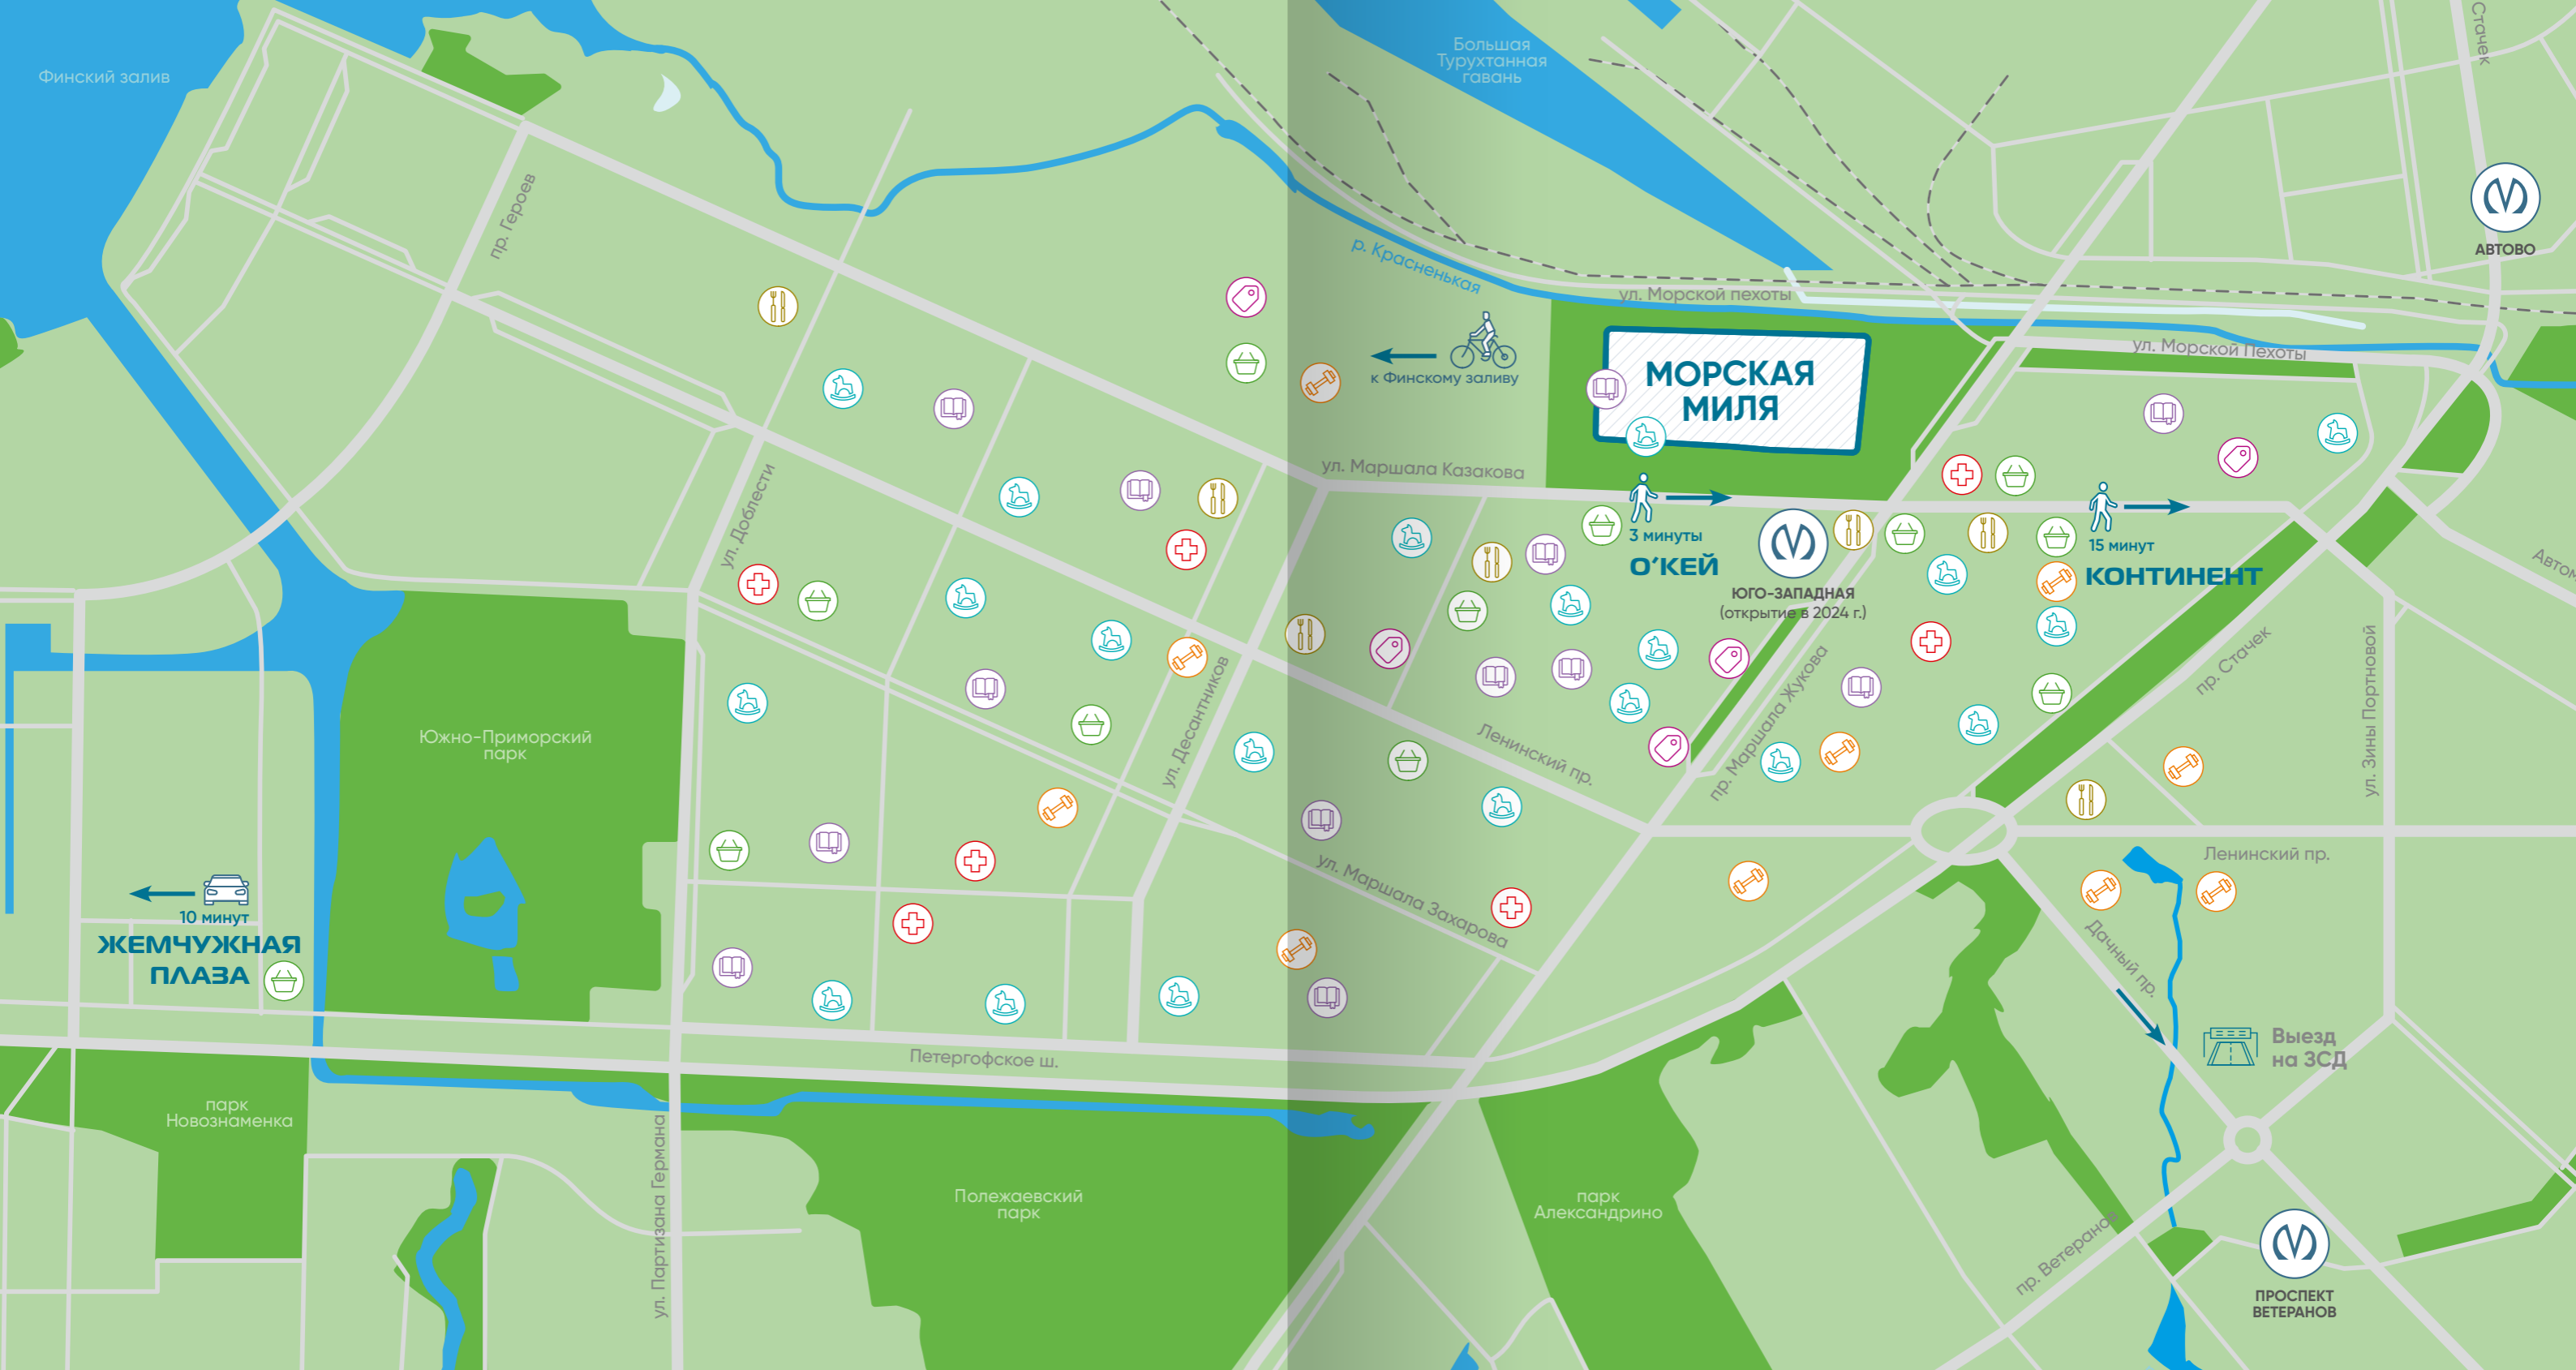 Финский залив
Большая
Турухтанная
гавань
Стачек
пр. Героев
АВТОВО
р. Красненькая
ул. Морской пехоты
ул. Морской Пехоты
к Финскому заливу
МОРСКАЯ
МИЛЯ
ул. Маршала Казакова
ул. Доблести
3 минуты
О'КЕЙ
15 минут
КОНТИНЕНТ
ЮГО-ЗАПАДНАЯ
(открытие в 2024 г.)
ул. Десантников
пр. Маршала Жукова
пр. Стачек
ул. Зины Портновой
Южно-Приморский
парк
Ленинский пр.
Ленинский пр.
ул. Маршала Захарова
10 минут
ЖЕМЧУЖНАЯ
ПЛАЗА
Дачный пр.
Выезд
на ЗСД
Петергофское ш.
парк
Новознаменка
ул. Партизана Германа
Полежаевский
парк
парк
Александрино
пр. Ветеранов
ПРОСПЕКТ
ВЕТЕРАНОВ